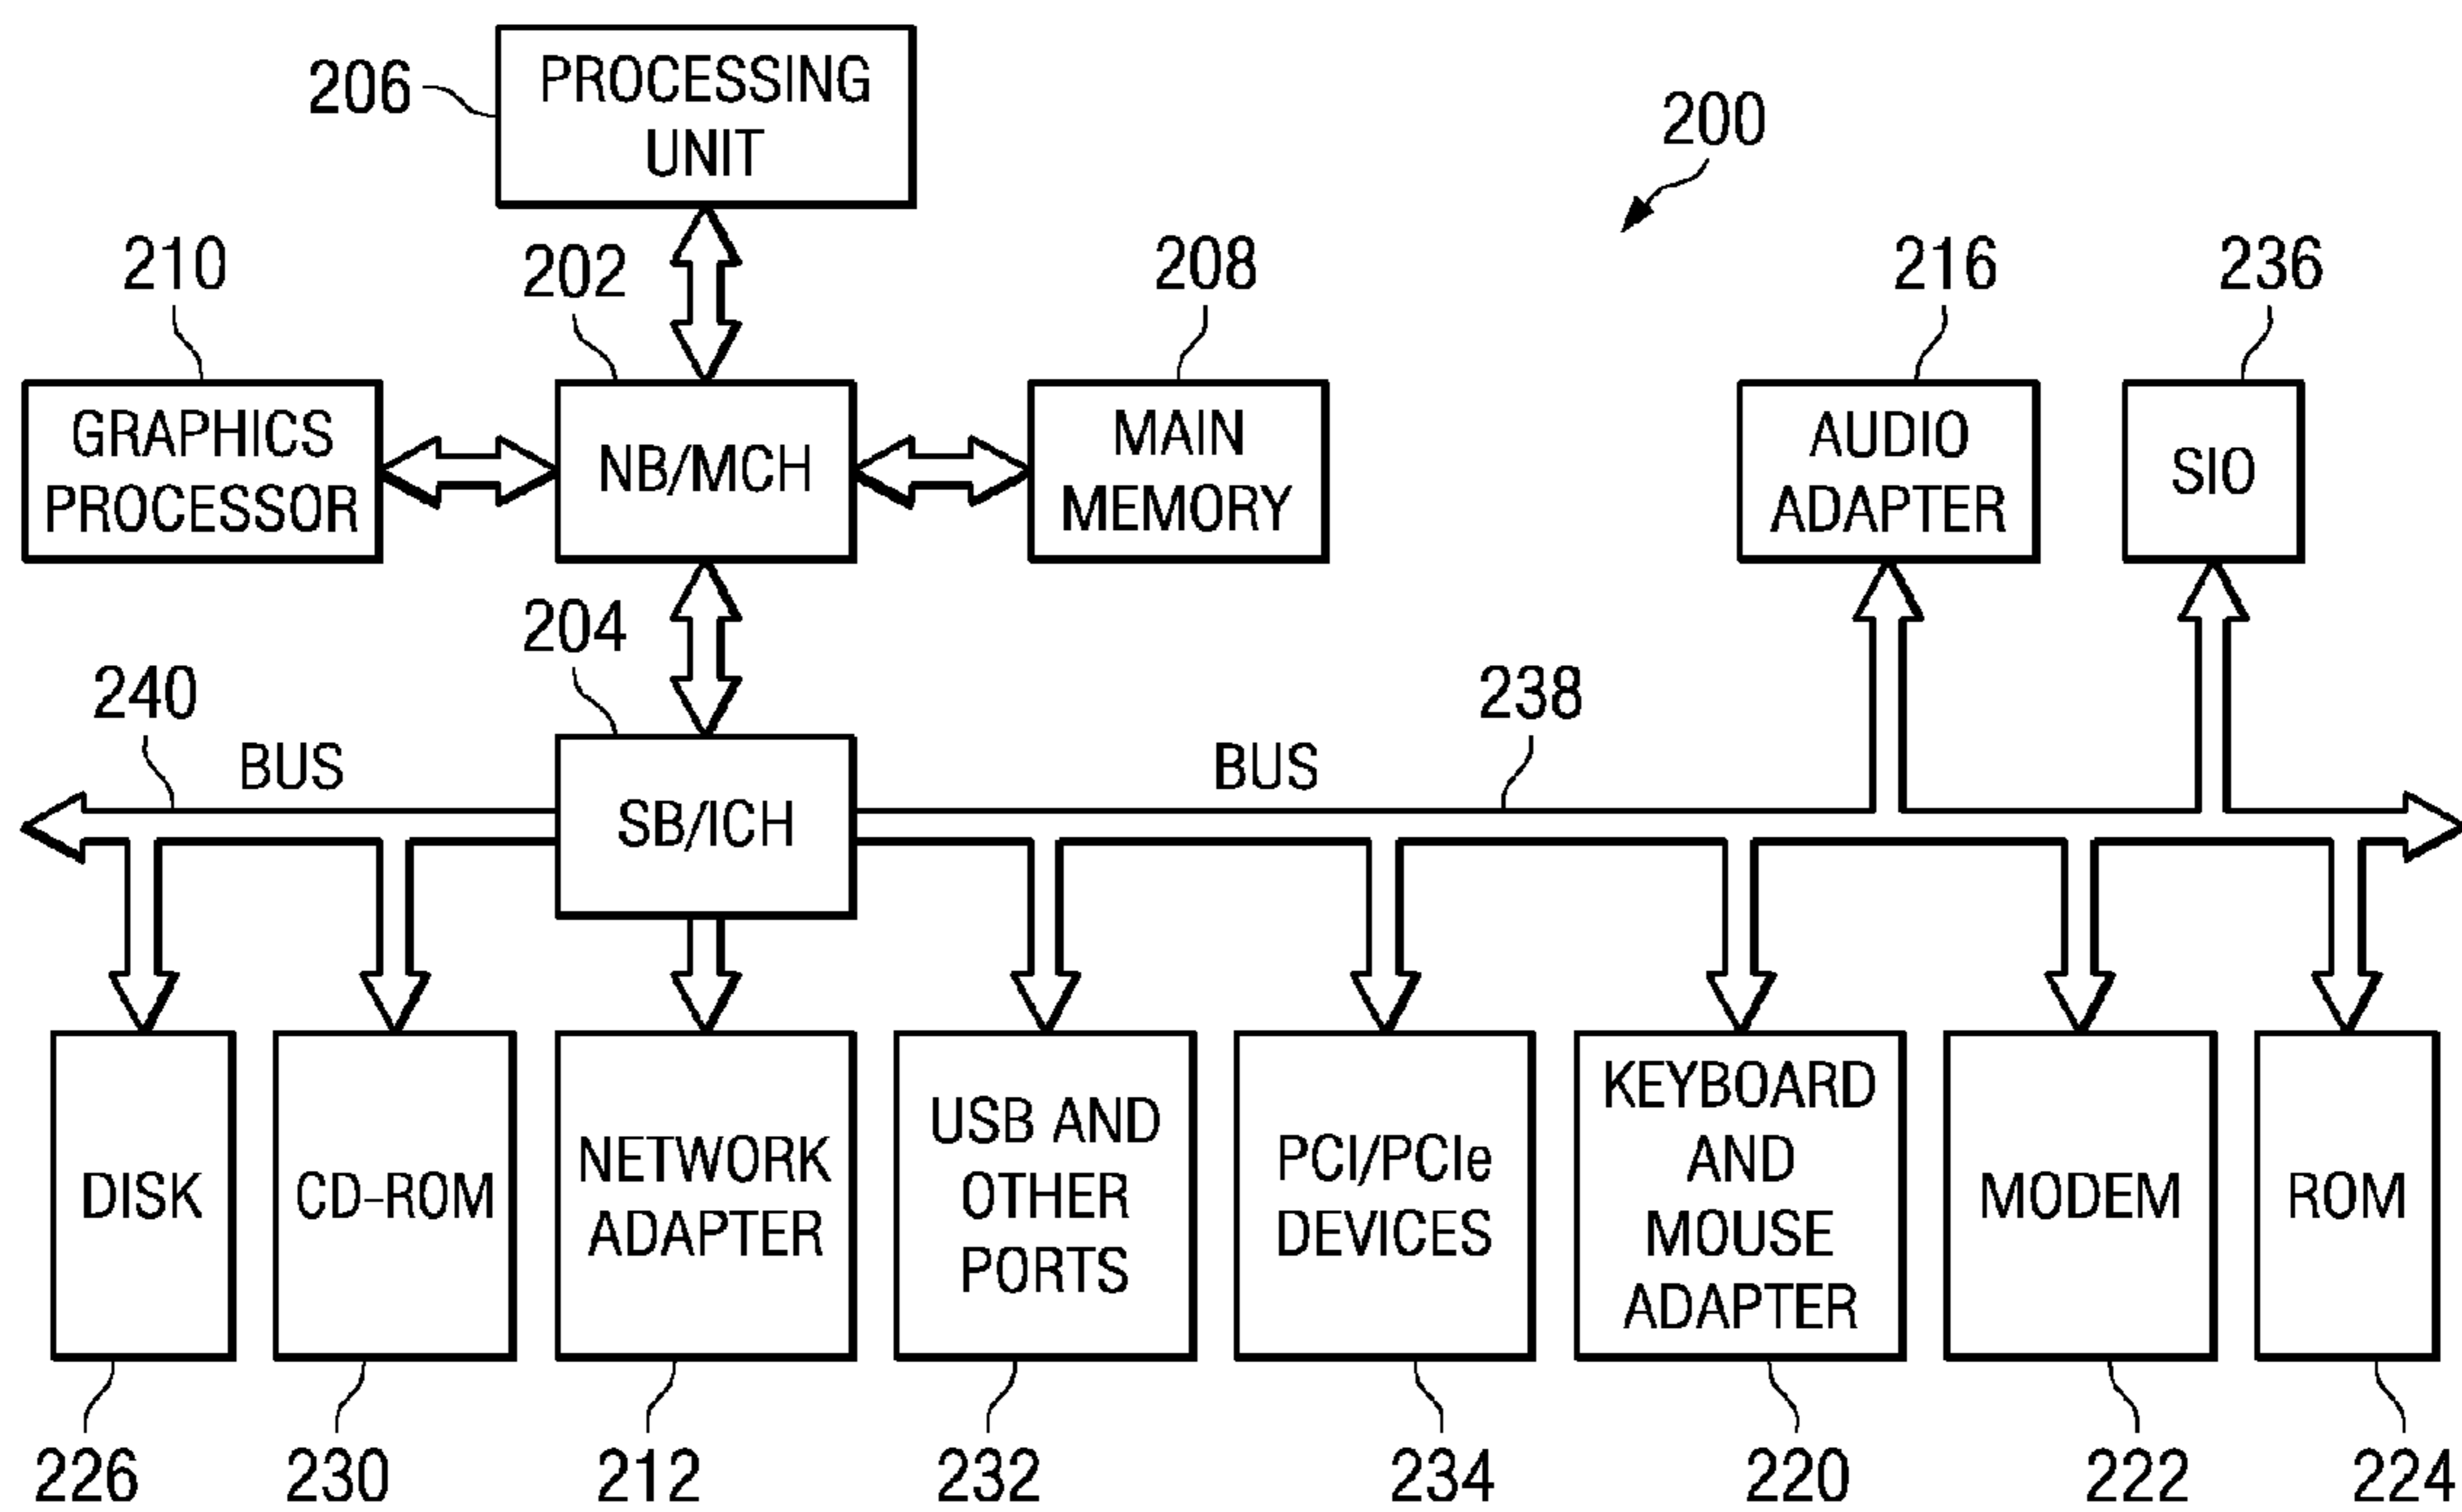 206
PROCESSING
UNIT
200
210
202
208
216
236
GRAPHICS
PROCESSOR
NB/MCH
MAIN
MEMORY
AUDIO
ADAPTER
SIO
204
240
BUS
SB/ICH
BUS
238
DISK
CD-ROM
NETWORK
ADAPTER
USB AND
OTHER
PORTS
PCI/PCIe
DEVICES
KEYBOARD
AND
MOUSE
ADAPTER
MODEM
ROM
226
230
212
232
234
220
222
224